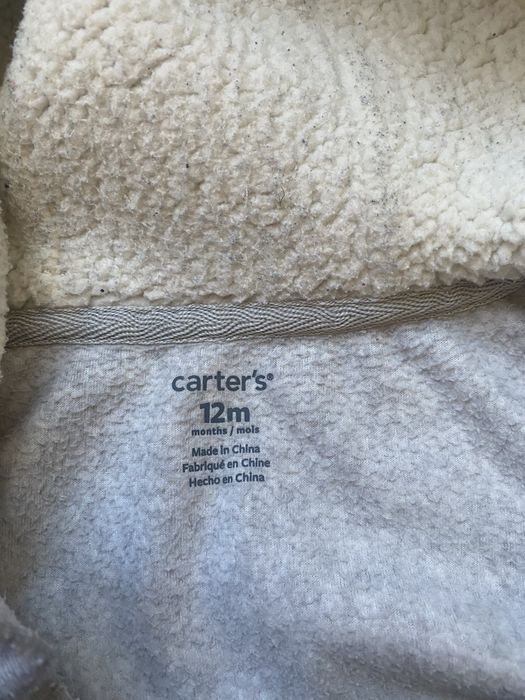 carter's®
12m
months / mois
Made in China
Fabriqué en Chine
Hecho en China